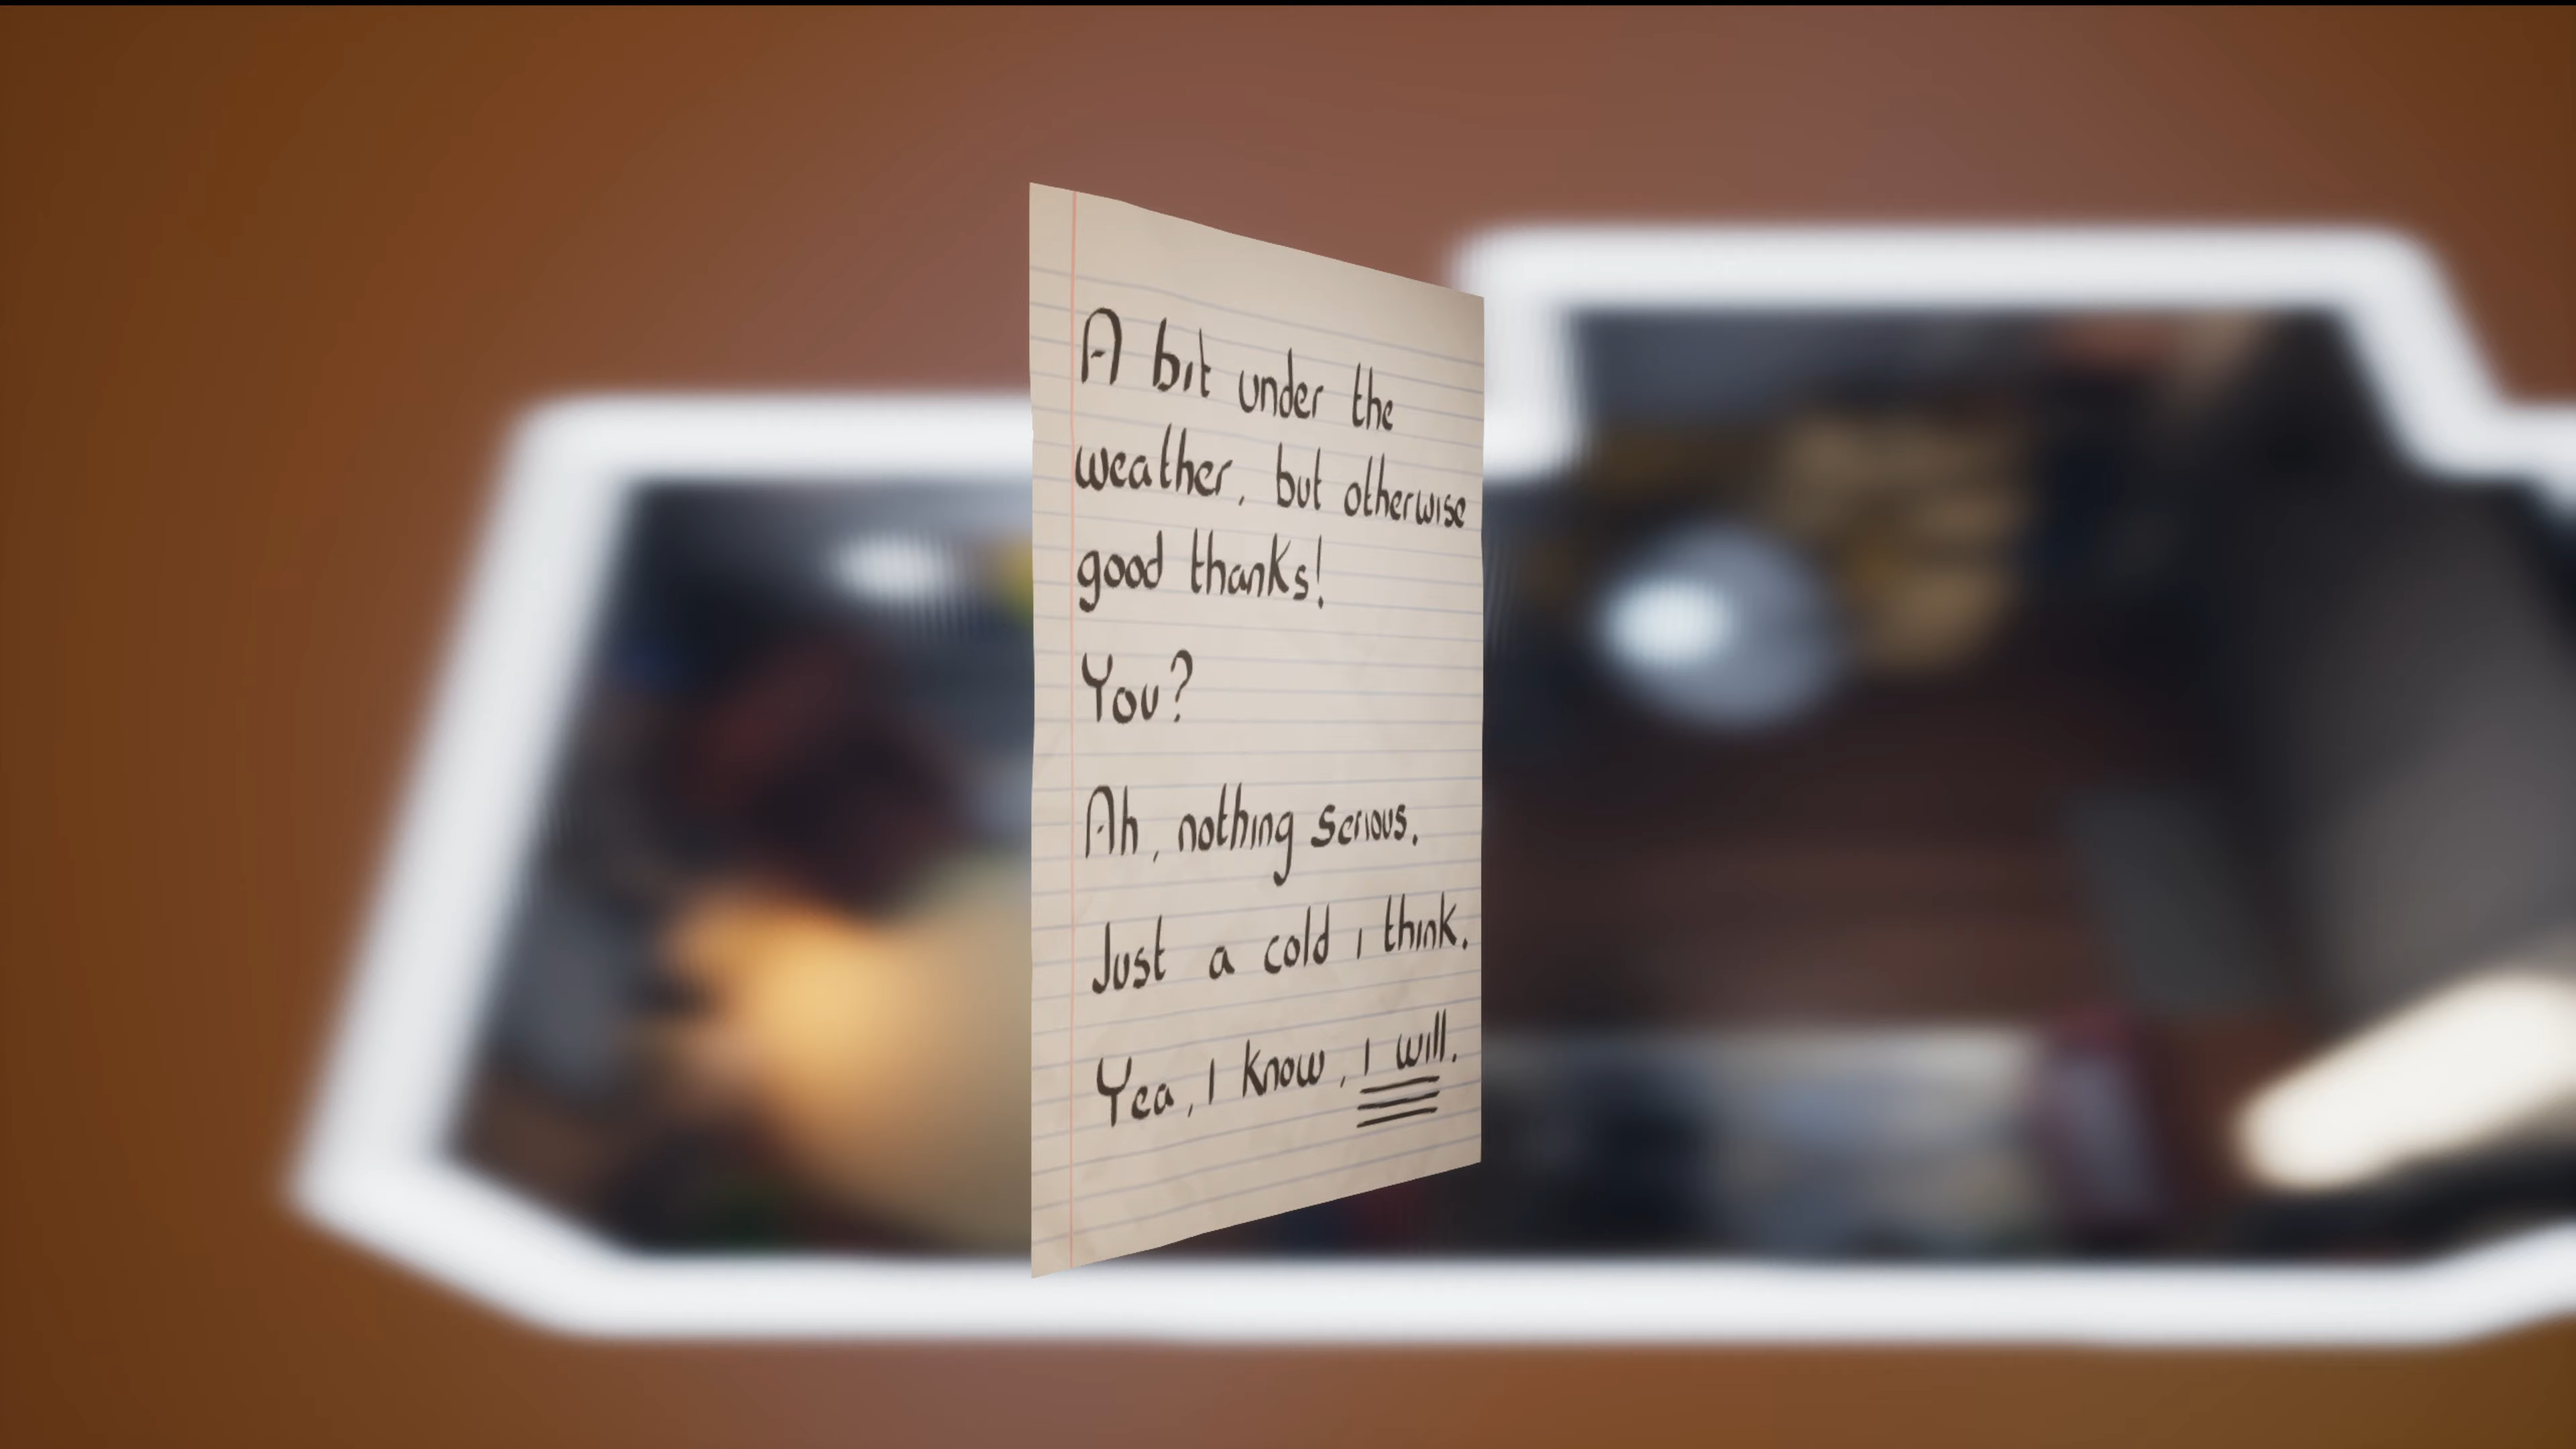 A bit under the
weather, but otherwise
good thanks!
You?
Ah, nothing serious.
Just a cold i think.
Yea, I know, I will.